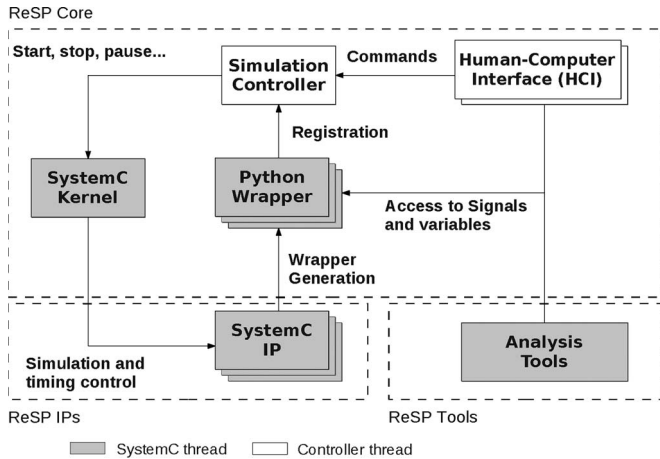 ReSP Core
Start, stop, pause...
Simulation
Controller
Commands
Human-Computer
Interface (HCI)
Registration
SystemC
Kernel
Python
Wrapper
Access to Signals
and variables
Wrapper
Generation
SystemC
IP
Analysis
Tools
Simulation and
timing control
ReSP IPs
ReSP Tools
SystemC thread
Controller thread